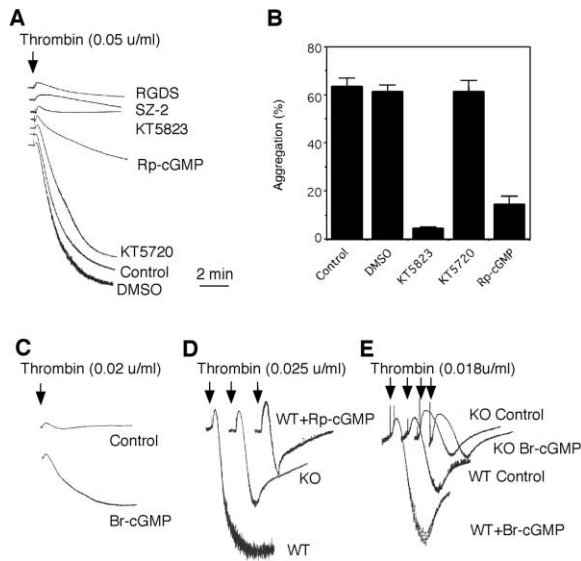 A
Thrombin (0.05 u/ml)
RGDS
SZ-2
KT5823
Rp-cGMP
KT5720
Control
DMSO
2 min
B
Aggregation (%)
80
60
40
20
0
Control
DMSO
KT5823
KT5720
Rp-cGMP
C
Thrombin (0.02 u/ml)
Control
Br-cGMP
D
Thrombin (0.025 u/ml)
WT+Rp-cGMP
KO
WT
E
Thrombin (0.018u/ml)
KO Control
KO Br-cGMP
WT Control
WT+Br-cGMP